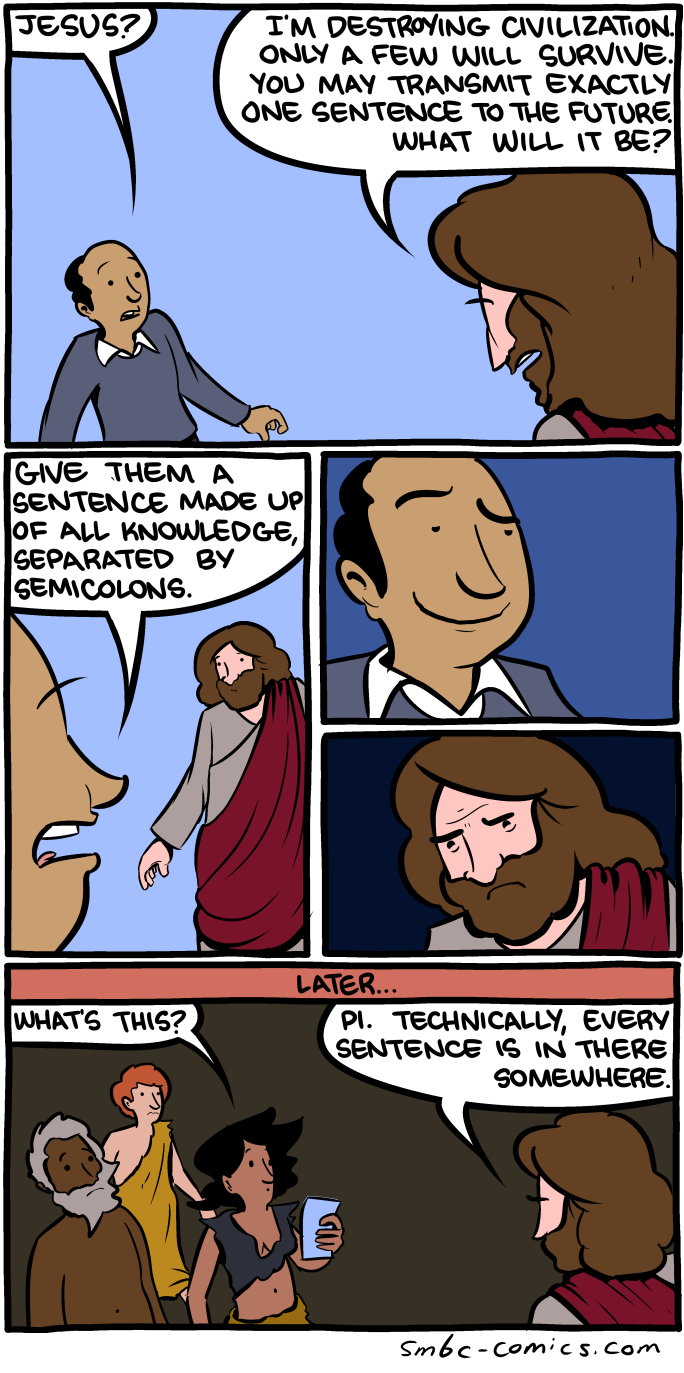 JESUS?
I'M DESTROYING CIVILIZATION.
ONLY A FEW WILL SURVIVE.
YOU MAY TRANSMIT EXACTLY
ONE SENTENCE TO THE FUTURE.
WHAT WILL IT BE?
GIVE THEM A
SENTENCE MADE UP
OF ALL KNOWLEDGE,
SEPARATED BY
SEMICOLONS.
LATER...
WHAT'S THIS?
PI. TECHNICALLY, EVERY
SENTENCE IS IN THERE
SOMEWHERE.
smbc-comics.com